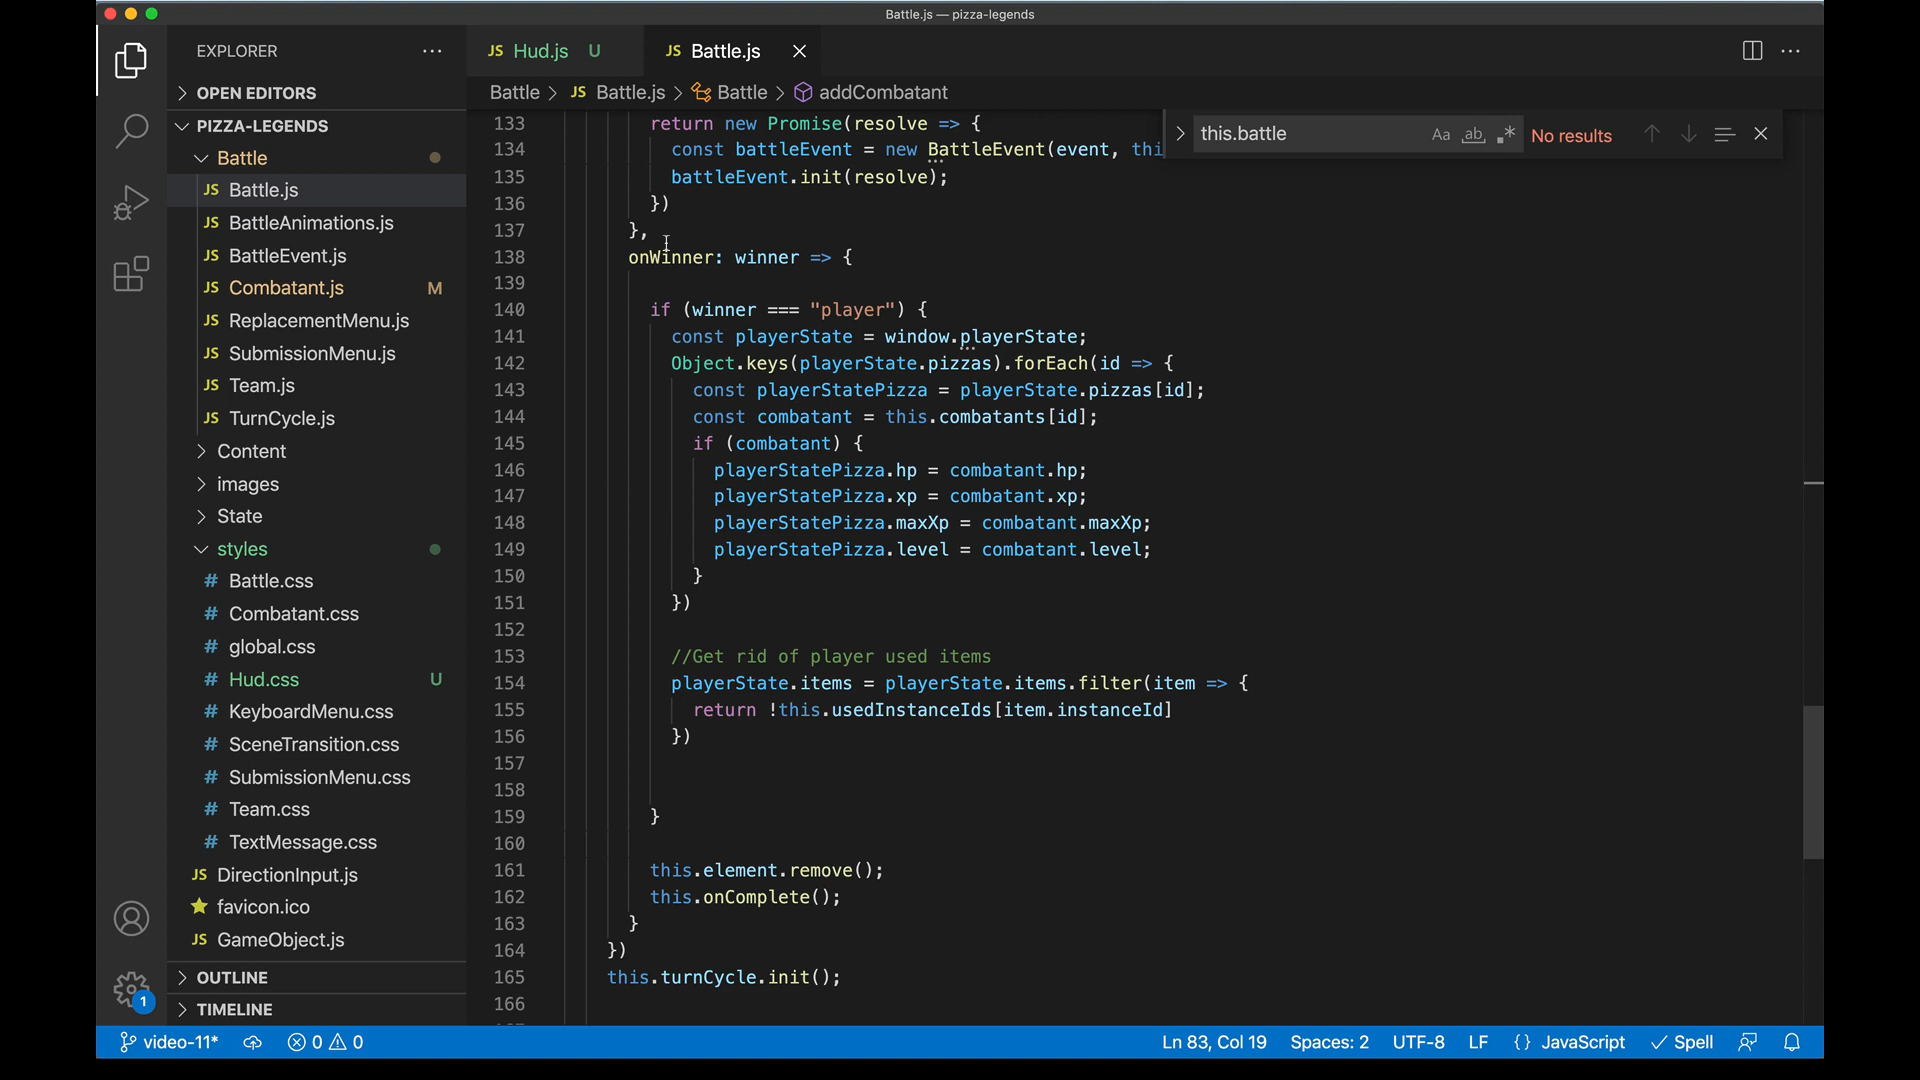 Battle.js — pizza-legends
EXPLORER
OPEN EDITORS
PIZZA-LEGENDS
Battle
JS Battle.js
JS BattleAnimations.js
JS BattleEvent.js
JS Combatant.js M
JS ReplacementMenu.js
JS SubmissionMenu.js
JS Team.js
JS TurnCycle.js
Content
images
State
styles
# Battle.css
# Combatant.css
# global.css
# Hud.css U
# KeyboardMenu.css
# SceneTransition.css
# SubmissionMenu.css
# Team.css
# TextMessage.css
JS DirectionInput.js
favicon.ico
JS GameObject.js
OUTLINE
TIMELINE
1
JS Hud.js U
JS Battle.js
Battle > JS Battle.js > Battle > addCombatant
this.battle
Aa ab .* No results
133 return new Promise(resolve => {
134 const battleEvent = new BattleEvent(event, thi
135 battleEvent.init(resolve);
136 })
137 },
138 onWinner: winner => {
139
140 if (winner === "player") {
141 const playerState = window.playerState;
142 Object.keys(playerState.pizzas).forEach(id => {
143 const playerStatePizza = playerState.pizzas[id];
144 const combatant = this.combatants[id];
145 if (combatant) {
146 playerStatePizza.hp = combatant.hp;
147 playerStatePizza.xp = combatant.xp;
148 playerStatePizza.maxXp = combatant.maxXp;
149 playerStatePizza.level = combatant.level;
150 }
151 })
152
153 //Get rid of player used items
154 playerState.items = playerState.items.filter(item => {
155 return !this.usedInstanceIds[item.instanceId]
156 })
157
158
159 }
160
161 this.element.remove();
162 this.onComplete();
163 }
164 })
165 this.turnCycle.init();
166
video-11* 0 0 Ln 83, Col 19 Spaces: 2 UTF-8 LF {} JavaScript Spell